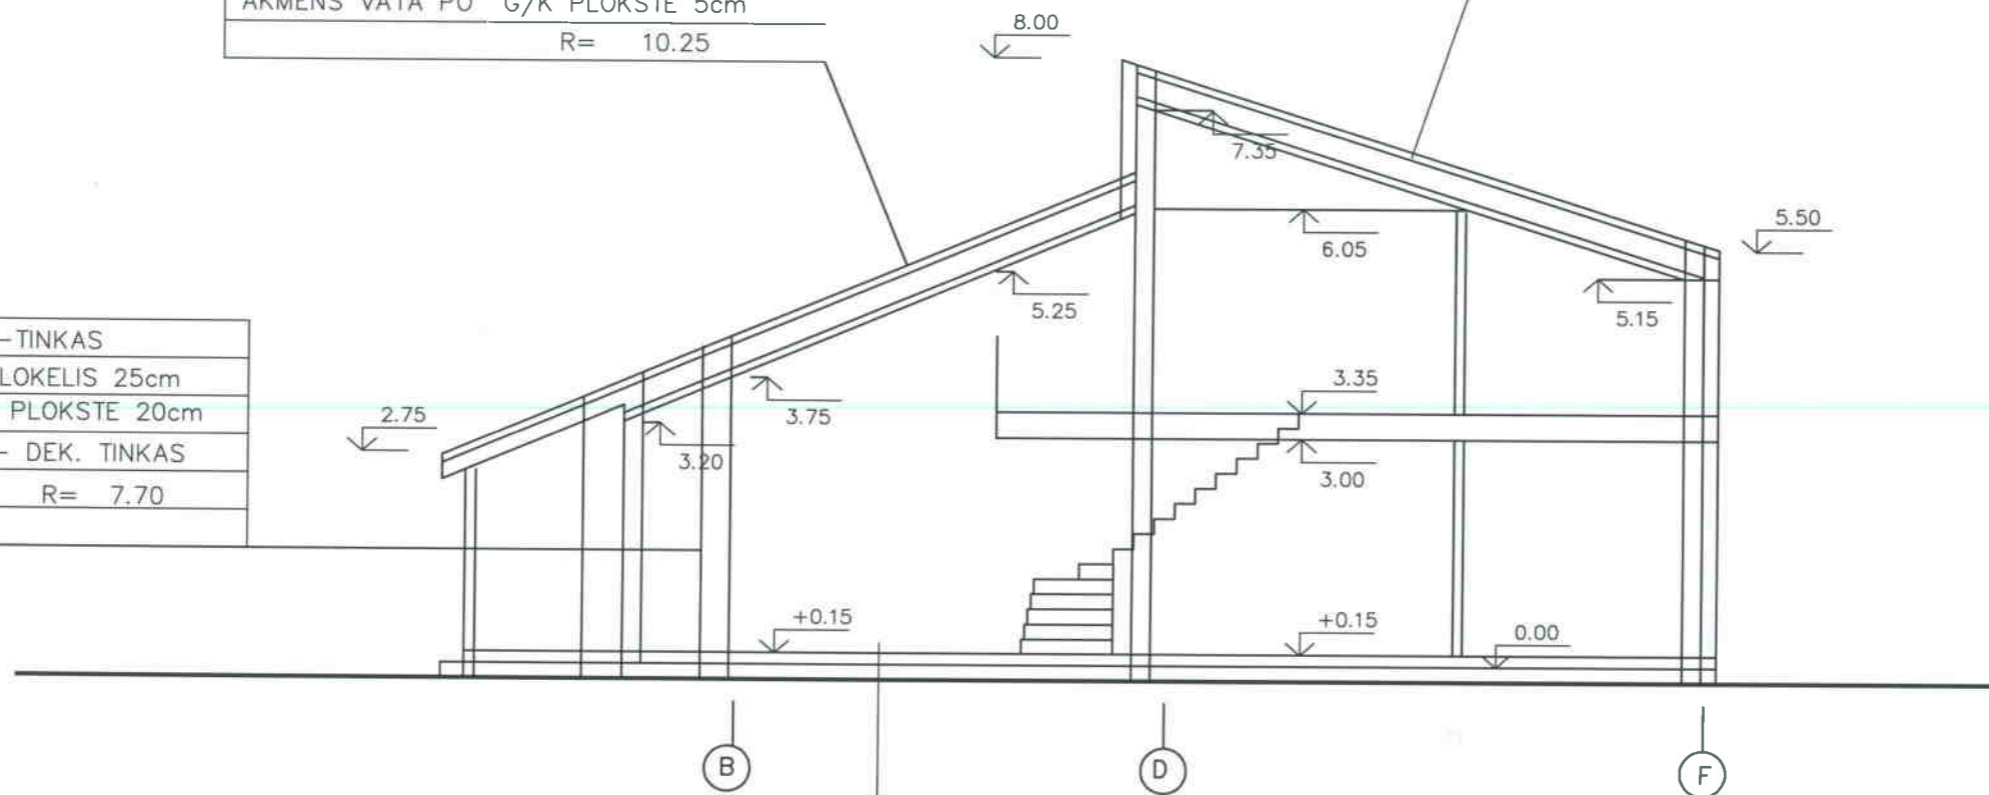 AKMENS VATA PO G/K PLOKSTE 5cm
R= 10.25
8.00
7.35
6.05
5.50
5.25
5.15
-TINKAS
LOKELIS 25cm
PLOKSTE 20cm
- DEK. TINKAS
R= 7.70
2.75
3.75
3.20
3.35
3.00
+0.15
+0.15
0.00
B
D
F